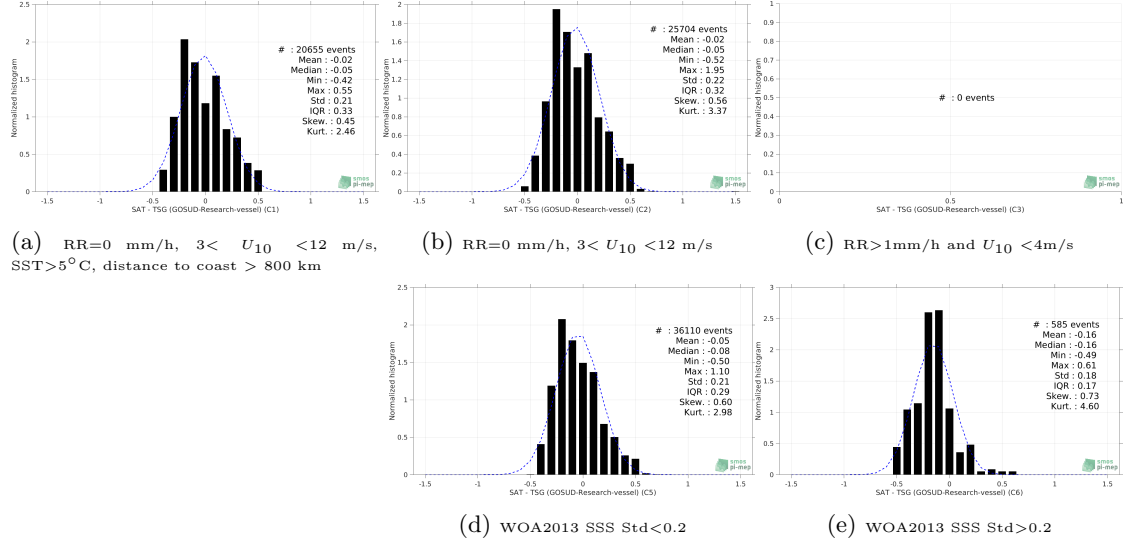 # : 20655 events
Mean : -0.02
Median : -0.05
Min : -0.42
Max : 0.55
Std : 0.21
IQR : 0.33
Skew. : 0.45
Kurt. : 2.46
Normalized histogram
2.5
2
1.5
1
0.5
0
-1.5 -1 -0.5 0 0.5 1 1.5
SAT - TSG (GOSUD-Research-vessel) (C1)
smos
pi-mep
(a) RR=0 mm/h, 3< U10 <12 m/s,
SST>5°C, distance to coast > 800 km
# : 25704 events
Mean : -0.02
Median : -0.05
Min : -0.52
Max : 1.95
Std : 0.22
IQR : 0.32
Skew. : 0.56
Kurt. : 3.37
Normalized histogram
2
1.8
1.6
1.4
1.2
1
0.8
0.6
0.4
0.2
0
-1.5 -1 -0.5 0 0.5 1 1.5
SAT - TSG (GOSUD-Research-vessel) (C2)
smos
pi-mep
(b) RR=0 mm/h, 3< U10 <12 m/s
# : 0 events
Normalized histogram
1
0.9
0.8
0.7
0.6
0.5
0.4
0.3
0.2
0.1
0
0 0.5 1
SAT - TSG (GOSUD-Research-vessel) (C3)
smos
pi-mep
(c) RR>1mm/h and U10 <4m/s
# : 36110 events
Mean : -0.05
Median : -0.08
Min : -0.50
Max : 1.10
Std : 0.21
IQR : 0.29
Skew. : 0.60
Kurt. : 2.98
Normalized histogram
2.5
2
1.5
1
0.5
0
-1.5 -1 -0.5 0 0.5 1 1.5
SAT - TSG (GOSUD-Research-vessel) (C5)
smos
pi-mep
(d) WOA2013 SSS Std<0.2
# : 585 events
Mean : -0.16
Median : -0.16
Min : -0.49
Max : 0.61
Std : 0.18
IQR : 0.17
Skew. : 0.73
Kurt. : 4.60
Normalized histogram
3
2.5
2
1.5
1
0.5
0
-1.5 -1 -0.5 0 0.5 1 1.5
SAT - TSG (GOSUD-Research-vessel) (C6)
smos
pi-mep
(e) WOA2013 SSS Std>0.2